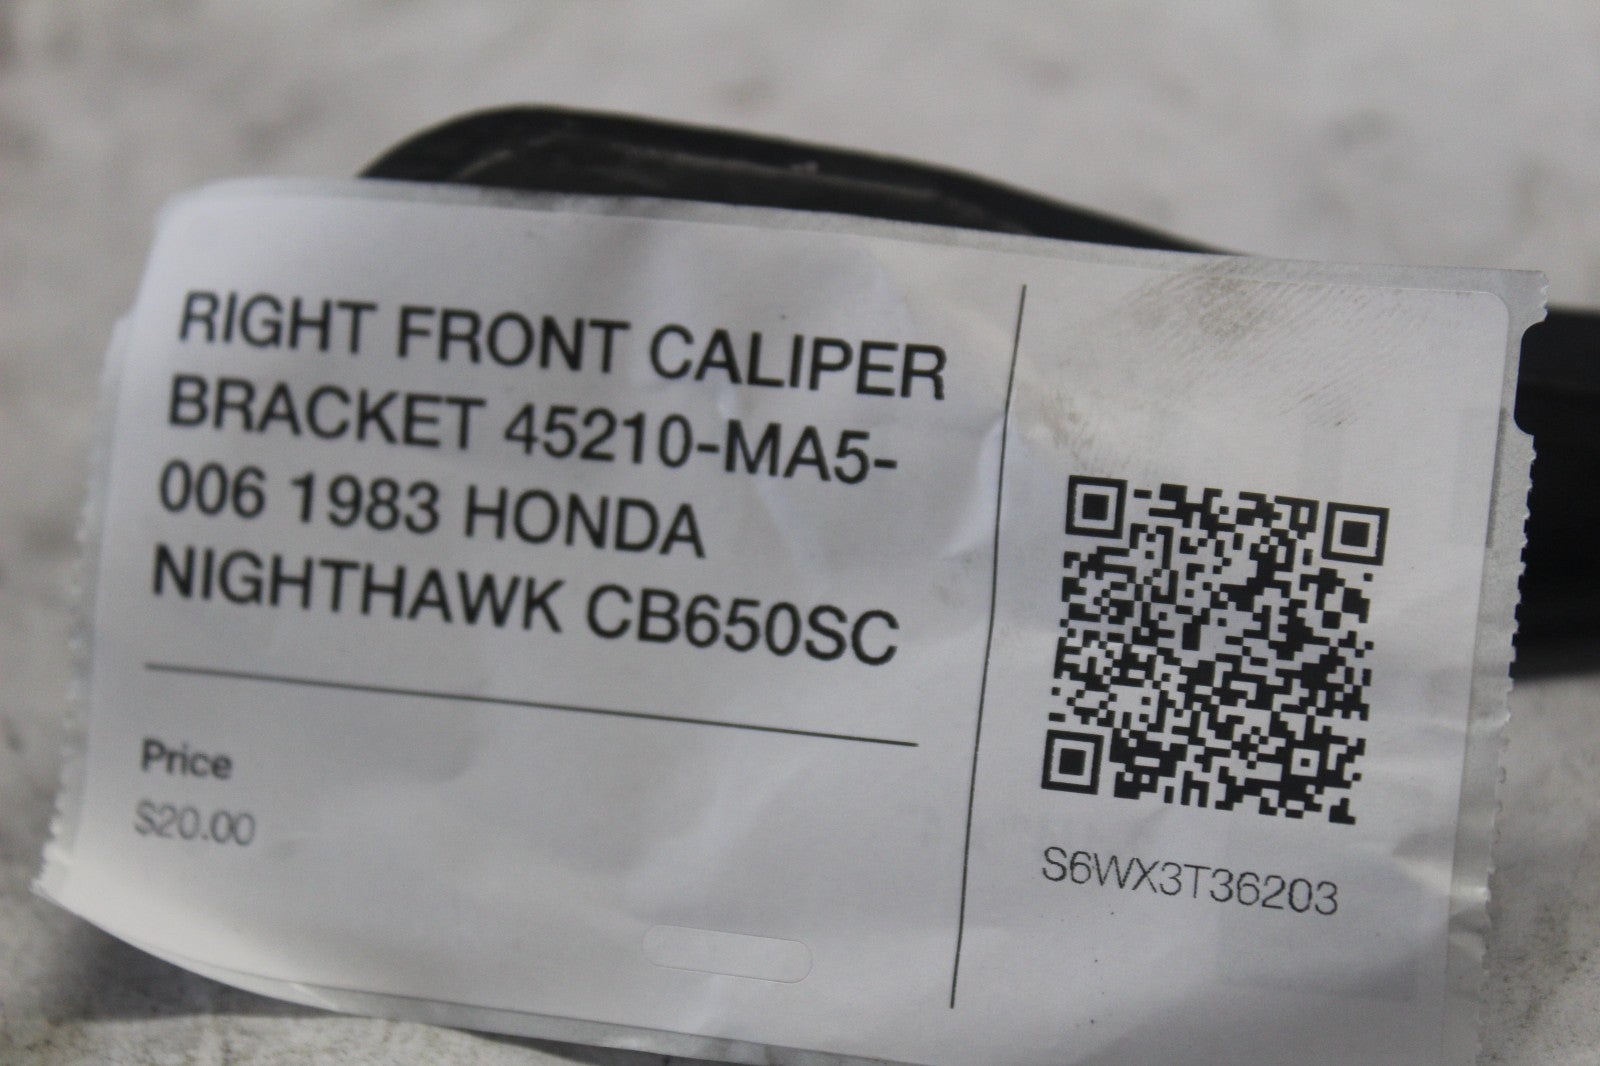 RIGHT FRONT CALIPER
BRACKET 45210-MA5-
006 1983 HONDA
NIGHTHAWK CB650SC
Price
$20.00
S6WX3T36203